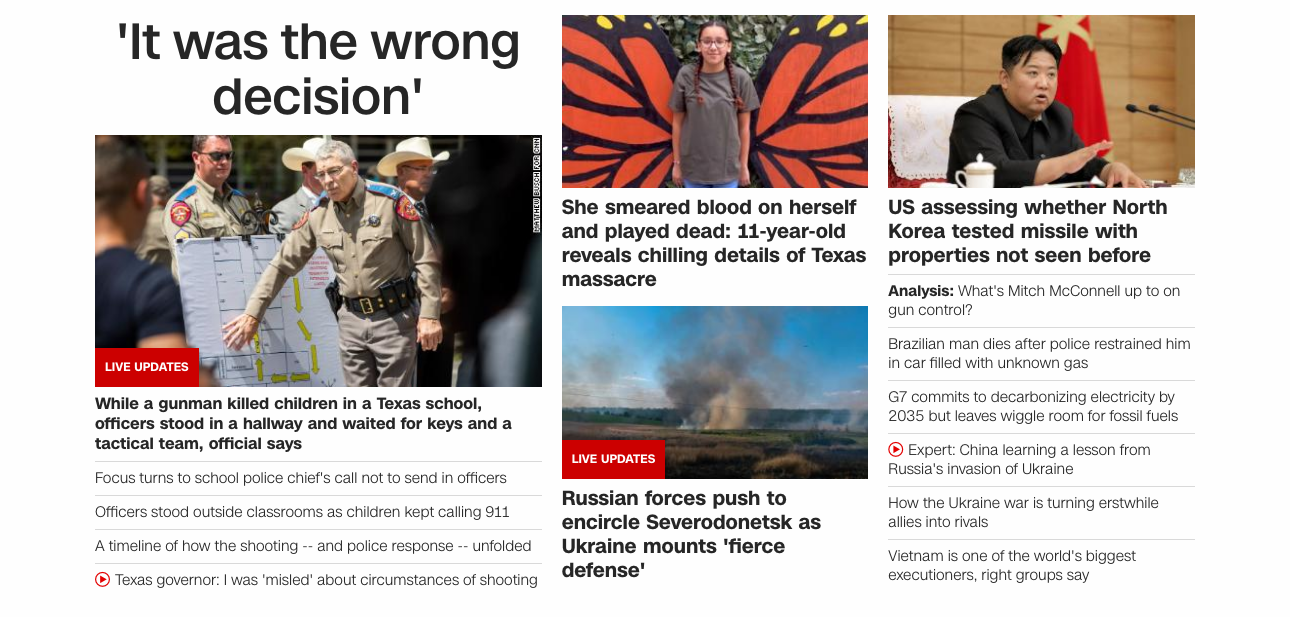 'It was the wrong
decision'
MATTHEW BUSCH FOR CNN
LIVE UPDATES
While a gunman killed children in a Texas school,
officers stood in a hallway and waited for keys and a
tactical team, official says
Focus turns to school police chief's call not to send in officers
Officers stood outside classrooms as children kept calling 911
A timeline of how the shooting -- and police response -- unfolded
Texas governor: I was 'misled' about circumstances of shooting
She smeared blood on herself
and played dead: 11-year-old
reveals chilling details of Texas
massacre
LIVE UPDATES
Russian forces push to
encircle Severodonetsk as
Ukraine mounts 'fierce
defense'
US assessing whether North
Korea tested missile with
properties not seen before
Analysis: What's Mitch McConnell up to on
gun control?
Brazilian man dies after police restrained him
in car filled with unknown gas
G7 commits to decarbonizing electricity by
2035 but leaves wiggle room for fossil fuels
Expert: China learning a lesson from
Russia's invasion of Ukraine
How the Ukraine war is turning erstwhile
allies into rivals
Vietnam is one of the world's biggest
executioners, right groups say